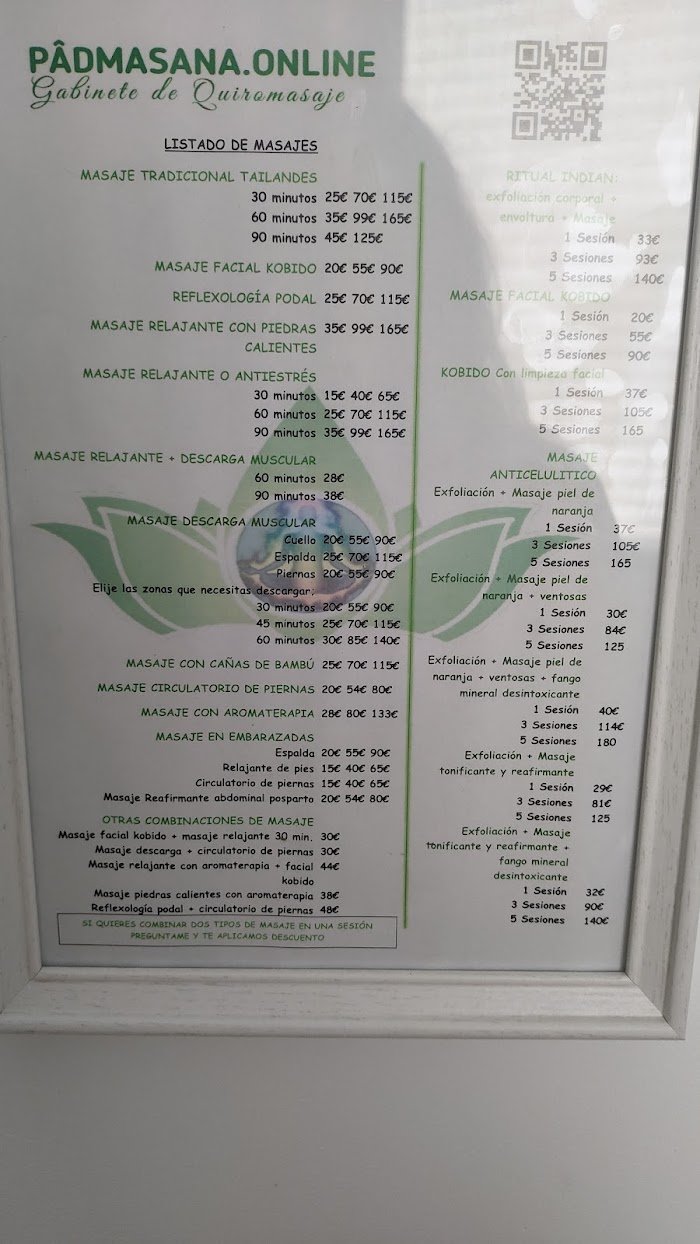 PÂDMASANA.ONLINE
Gabinete de Quiromasaje
LISTADO DE MASAJES
MASAJE TRADICIONAL TAILANDES
30 minutos 25€ 70€ 115€
60 minutos 35€ 99€ 165€
90 minutos 45€ 125€
MASAJE FACIAL KOBIDO 20€ 55€ 90€
REFLEXOLOGÍA PODAL 25€ 70€ 115€
MASAJE RELAJANTE CON PIEDRAS 35€ 99€ 165€
CALIENTES
MASAJE RELAJANTE O ANTIESTRÉS
30 minutos 15€ 40€ 65€
60 minutos 25€ 70€ 115€
90 minutos 35€ 99€ 165€
MASAJE RELAJANTE + DESCARGA MUSCULAR
60 minutos 28€
90 minutos 38€
MASAJE DESCARGA MUSCULAR
Cuello 20€ 55€ 90€
Espalda 25€ 70€ 115€
Piernas 20€ 55€ 90€
Elije las zonas que necesitas descargar:
30 minutos 20€ 55€ 90€
45 minutos 25€ 70€ 115€
60 minutos 30€ 85€ 140€
MASAJE CON CAÑAS DE BAMBÚ 25€ 70€ 115€
MASAJE CIRCULATORIO DE PIERNAS 20€ 54€ 80€
MASAJE CON AROMATERAPIA 28€ 80€ 133€
MASAJE EN EMBARAZADAS
Espalda 20€ 55€ 90€
Relajante de pies 15€ 40€ 65€
Circulatorio de piernas 15€ 40€ 65€
Masaje Reafirmante abdominal posparto 20€ 54€ 80€
OTRAS COMBINACIONES DE MASAJE
Masaje facial kobido + masaje relajante 30 min. 30€
Masaje descarga + circulatorio de piernas 30€
Masaje relajante con aromaterapia + facial 44€
kobido
Masaje piedras calientes con aromaterapia 38€
Reflexología podal + circulatorio de piernas 48€
SI QUIERES COMBINAR DOS TIPOS DE MASAJE EN UNA SESIÓN
PREGUNTAME Y TE APLICAMOS DESCUENTO
RITUAL INDIAN:
exfoliación corporal +
envoltura + Masaje
1 Sesión 33€
3 Sesiones 93€
5 Sesiones 140€
MASAJE FACIAL KOBIDO
1 Sesión 20€
3 Sesiones 55€
5 Sesiones 90€
KOBIDO Con limpieza facial
1 Sesión 37€
3 Sesiones 105€
5 Sesiones 165
MASAJE
ANTICELULITICO
Exfoliación + Masaje piel de
naranja
1 Sesión 37€
3 Sesiones 105€
5 Sesiones 165
Exfoliación + Masaje piel de
naranja + ventosas
1 Sesión 30€
3 Sesiones 84€
5 Sesiones 125
Exfoliación + Masaje piel de
naranja + ventosas + fango
mineral desintoxicante
1 Sesión 40€
3 Sesiones 114€
5 Sesiones 180
Exfoliación + Masaje
tonificante y reafirmante
1 Sesión 29€
3 Sesiones 81€
5 Sesiones 125
Exfoliación + Masaje
tonificante y reafirmante +
fango mineral
desintoxicante
1 Sesión 32€
3 Sesiones 90€
5 Sesiones 140€